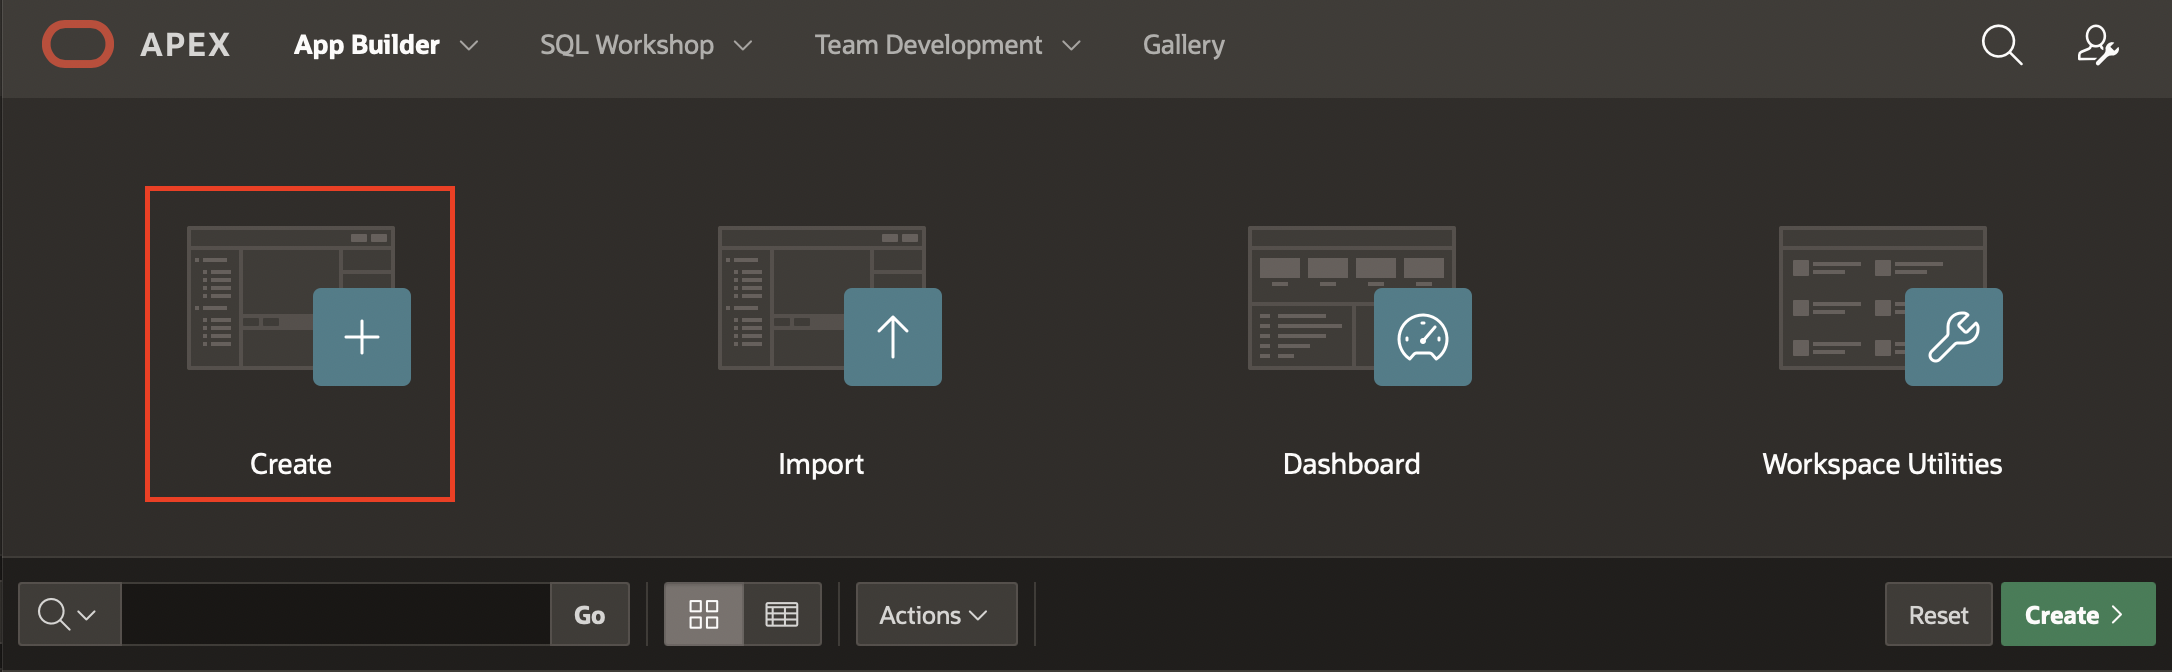 APEX App Builder SQL Workshop Team Development Gallery
Create Import Dashboard Workspace Utilities
Go Actions Reset Create